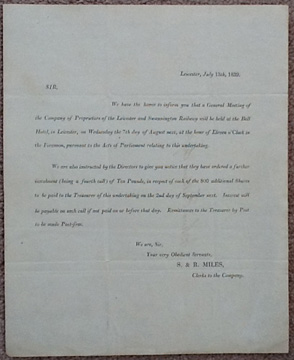 Leicester, July 15th, 1833.
SIR,
We have the honor to inform you that a General Meeting of
the Company of Proprietors of the Leicester and Swannington Railway will be held at the Bell
Hotel, in Leicester, on Wednesday the 7th day of August next, at the hour of Eleven o'Clock in
the Forenoon, pursuant to the Acts of Parliament relating to this undertaking.
We are also instructed by the Directors to give you notice that they have ordered a further
instalment (being a fourth call) of Ten Pounds, in respect of each of the additional Shares
to be paid to the Treasurer of this undertaking on the 2nd day of September next. Interest will
be payable on such call if not paid on or before that day. Remittances to the Treasurer by Post
to be made Post-free.
We are, Sir,
Your very Obedient Servants,
S. & R. MILES,
Clerks to the Company.